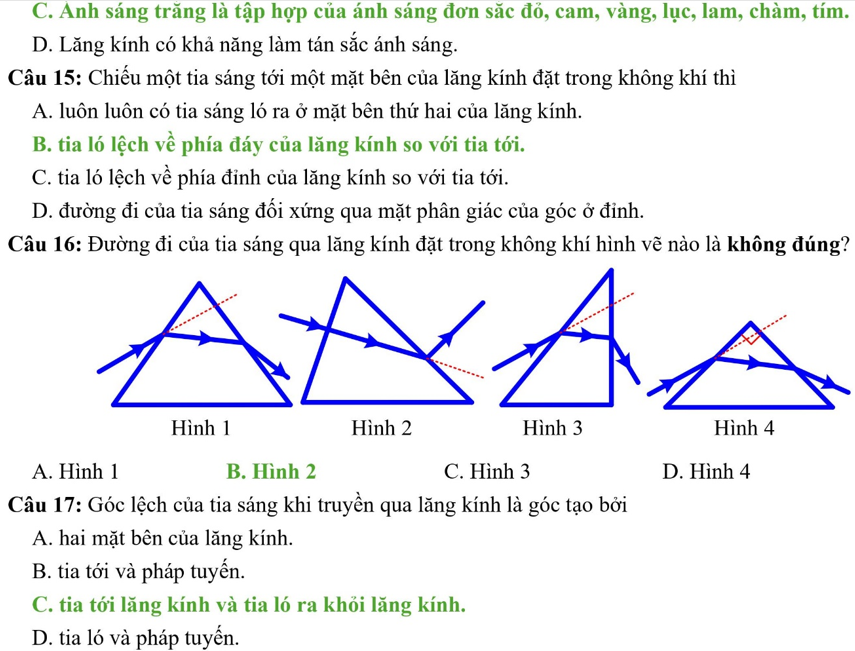 C. Ánh sáng trắng là tập hợp của ánh sáng đơn sắc đỏ, cam, vàng, lục, lam, chàm, tím.
D. Lăng kính có khả năng làm tán sắc ánh sáng.
Câu 15: Chiếu một tia sáng tới một mặt bên của lăng kính đặt trong không khí thì
A. luôn luôn có tia sáng ló ra ở mặt bên thứ hai của lăng kính.
B. tia ló lệch về phía đáy của lăng kính so với tia tới.
C. tia ló lệch về phía đỉnh của lăng kính so với tia tới.
D. đường đi của tia sáng đối xứng qua mặt phân giác của góc ở đỉnh.
Câu 16: Đường đi của tia sáng qua lăng kính đặt trong không khí hình vẽ nào là không đúng?
Hình 1 Hình 2 Hình 3 Hình 4
A. Hình 1 B. Hình 2 C. Hình 3 D. Hình 4
Câu 17: Góc lệch của tia sáng khi truyền qua lăng kính là góc tạo bởi
A. hai mặt bên của lăng kính.
B. tia tới và pháp tuyến.
C. tia tới lăng kính và tia ló ra khỏi lăng kính.
D. tia ló và pháp tuyến.